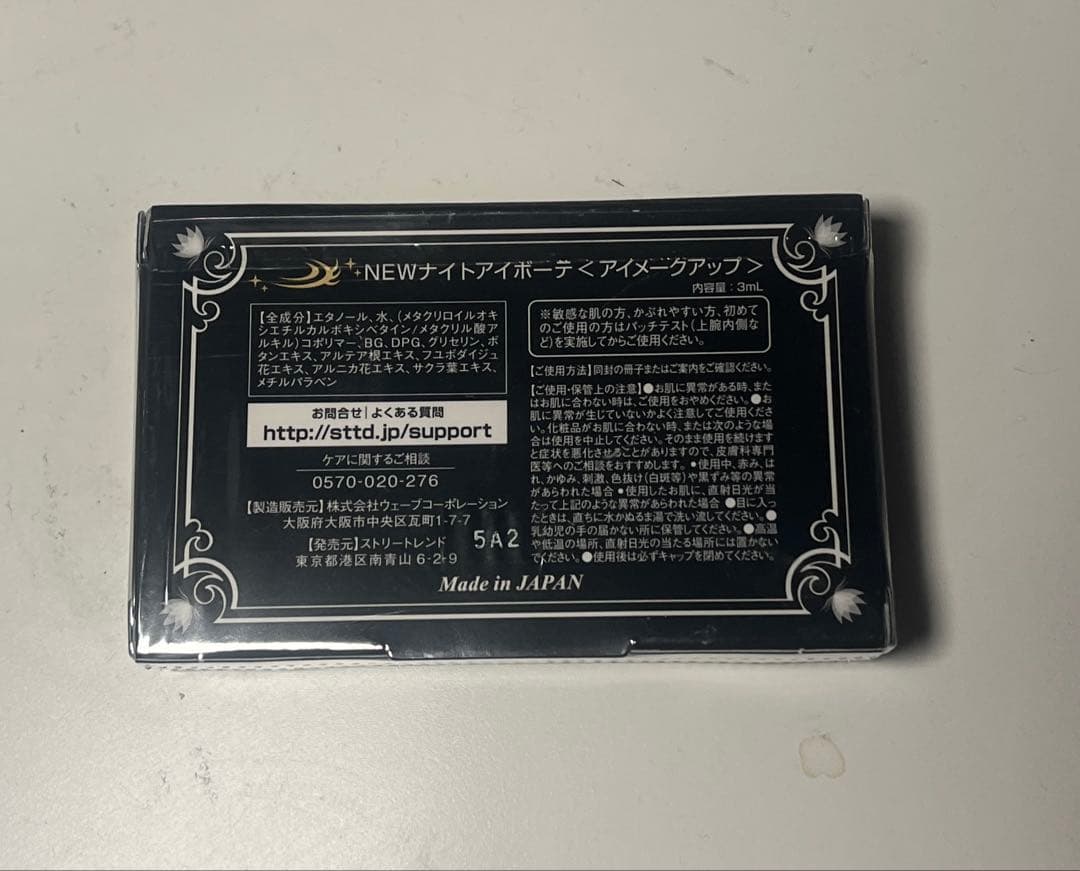 NEWナイトアイボーテ＜アイメークアップ＞
内容量：3mL
【全成分】エタノール、水、(メタクリロイルオキ
シエチルカルボキシベタイン/メタクリル酸ア
ルキル)コポリマー、BG、DPG、グリセリン、ボ
タンエキス、アルテア根エキス、フユボダイジュ
花エキス、アルニカ花エキス、サクラ葉エキス、
メチルパラベン
お問合せ|よくある質問
http://sttd.jp/support
ケアに関するご相談
0570-020-276
【製造販売元】株式会社ウェーブコーポレーション
大阪府大阪市中央区瓦町1-7-7
【発売元】ストリートレンド
東京都港区南青山 6-2-9
5A2
※敏感な肌の方、かぶれやすい方、初めて
のご使用の方はパッチテスト(上腕内側な
ど)を実施してからご使用ください。
【ご使用方法】同封の冊子またはご案内をご確認ください。
【ご使用・保管上の注意】●お肌に異常がある時、また
はお肌に合わない時は、ご使用をおやめください。●お
肌に異常が生じていないかよく注意してご使用くださ
い。化粧品がお肌に合わない時、または次のような場
合は使用を中止してください。そのまま使用を続けます
と症状を悪化させることがありますので、皮膚科専門
医等へのご相談をおすすめします。•使用中、赤み、は
れ、かゆみ、刺激、色抜け(白斑等)や黒ずみ等の異常
があらわれた場合 •使用したお肌に、直射日光が当
たって上記のような異常があらわれた場合 ●目に入っ
たときは、直ちに水かぬるま湯で洗い流してください。●
乳幼児の手の届かない所に保管してください。●高温
や低温の場所、直射日光の当たる場所には置かない
でください。●使用後は必ずキャップを閉めてください。
Made in JAPAN